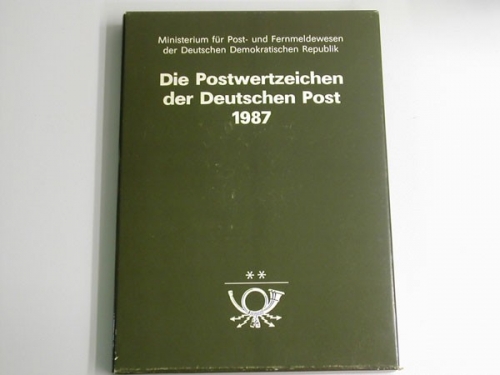 Ministerium für Post- und Fernmeldewesen
der Deutschen Demokratischen Republik
Die Postwertzeichen
der Deutschen Post
1987
**